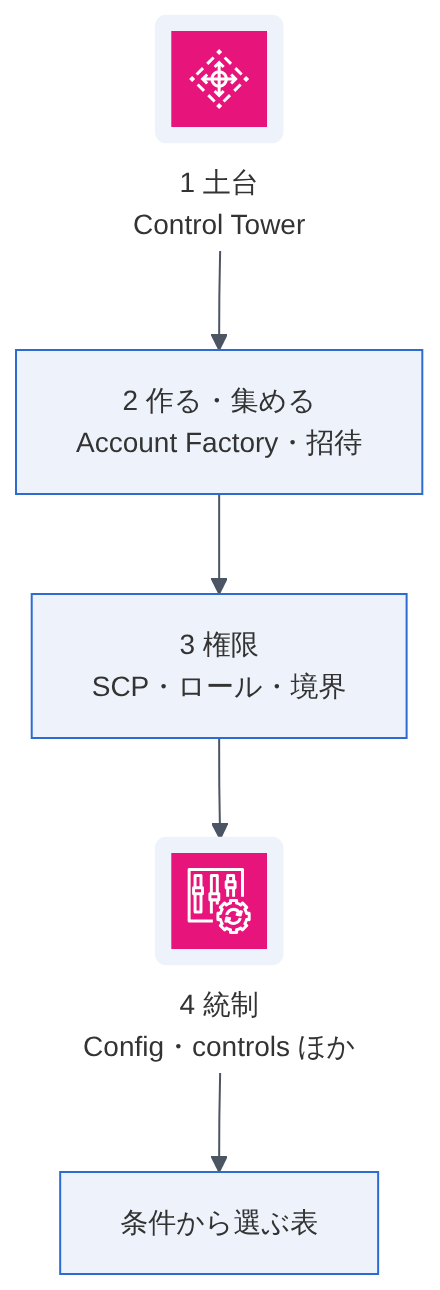 1 土台
Control Tower
2 作る・集める
Account Factory・招待
3 権限
SCP・ロール・境界
4 統制
Config・controls ほか
条件から選ぶ表